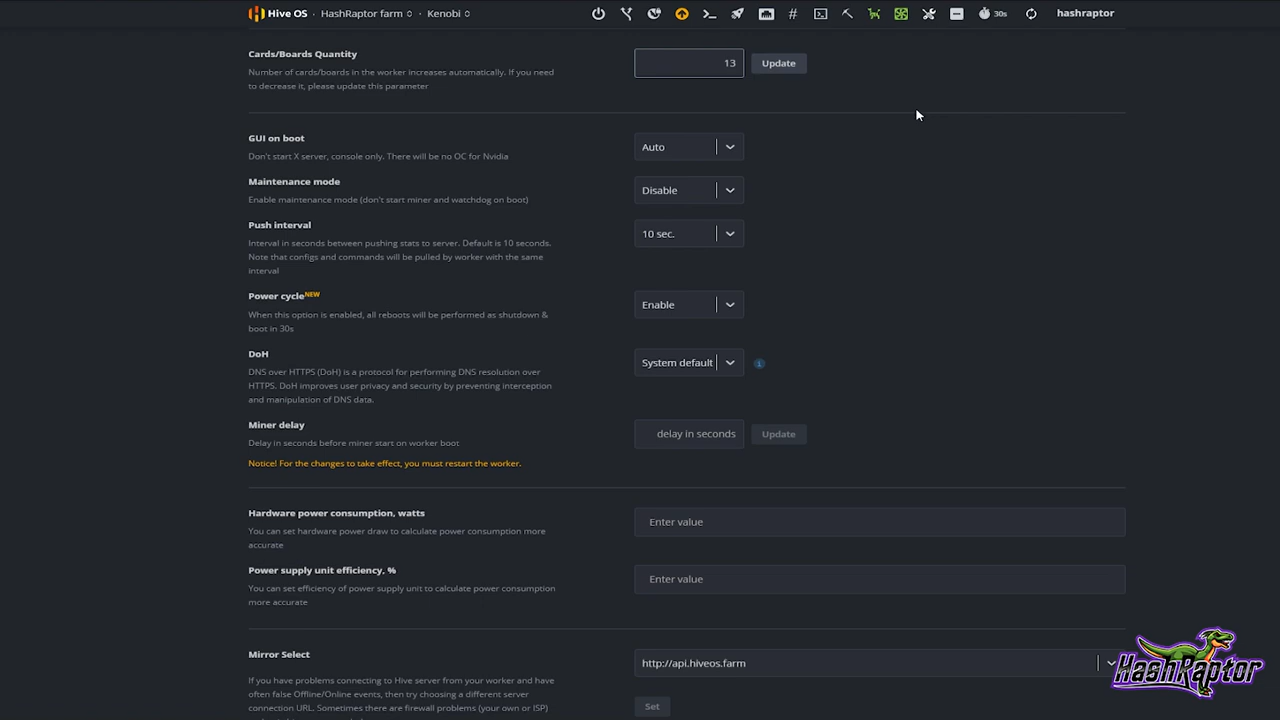 Hive OS HashRaptor farm Kenobi 30s hashraptor
Cards/Boards Quantity
Number of cards/boards in the worker increases automatically. If you
need to decrease it, please update this parameter
13 Update
GUI on boot
Don't start X server, console only. There will be no OC for Nvidia
Auto
Maintenance mode
Enable maintenance mode (don't start miner and watchdog on boot)
Disable
Push interval
Interval in seconds between pushing stats to server. Default is 10 seconds.
Note that configs and commands will be pulled by worker with the same
interval
10 sec.
Power cycle NEW
When this option is enabled, all reboots will be performed as shutdown &
boot in 30s
Enable
DoH
DNS over HTTPS (DoH) is a protocol for performing DNS resolution over
HTTPS. DoH improves user privacy and security by preventing interception
and manipulation of DNS data.
System default
Miner delay
Delay in seconds before miner start on worker boot
delay in seconds Update
Notice! For the changes to take effect, you must restart the worker.
Hardware power consumption, watts
You can set hardware power draw to calculate power consumption more
accurate
Enter value
Power supply unit efficiency, %
You can set efficiency of power supply unit to calculate power consumption
more accurate
Enter value
Mirror Select
If you have problems connecting to Hive server from your worker and have
often false Offline/Online events, then try choosing a different server
connection URL. Sometimes there are firewall problems (your own or ISP)
http://api.hiveos.farm
Set
HashRaptor